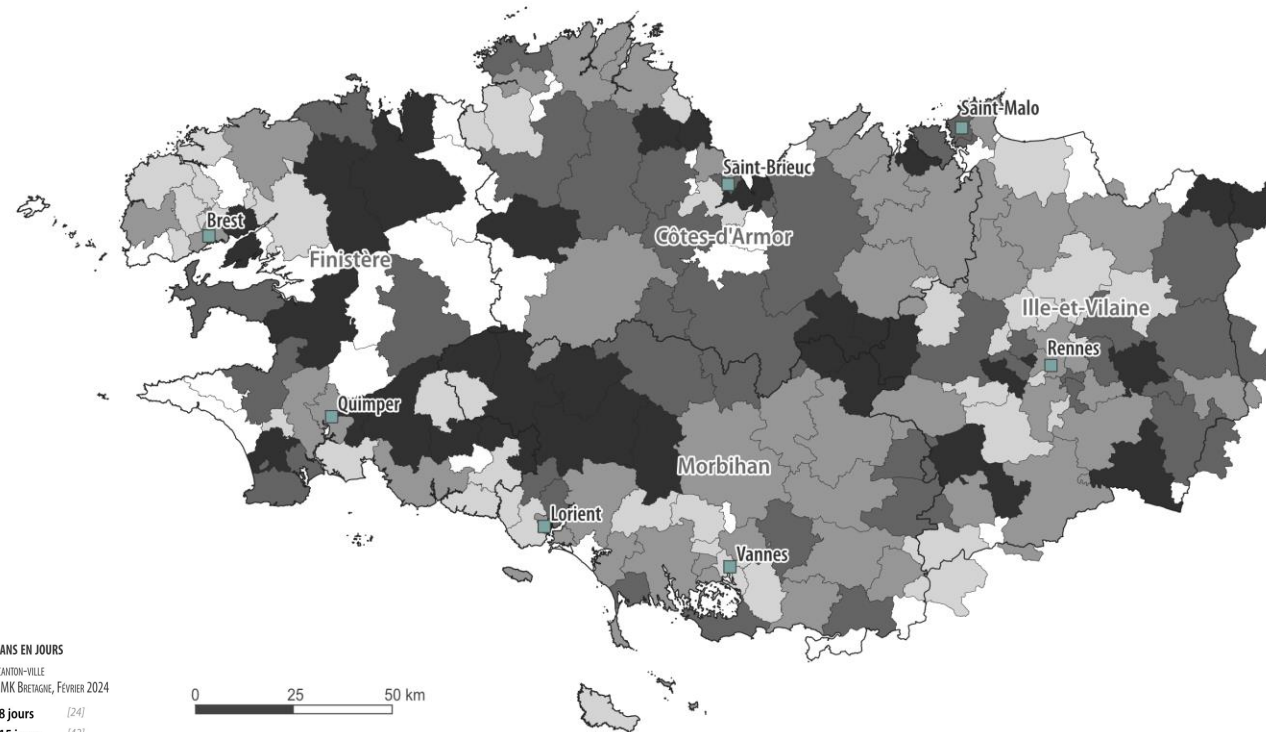 Saint-Malo
Saint-Brieuc
Brest
Côtes-d'Armor
Finistère
Ille-et-Vilaine
Rennes
Quimper
Morbihan
Lorient
Vannes
ANS EN JOURS
CANTON-VILLE
MK BRETAGNE, FÉVRIER 2024
0 25 50 km
8 jours [24]